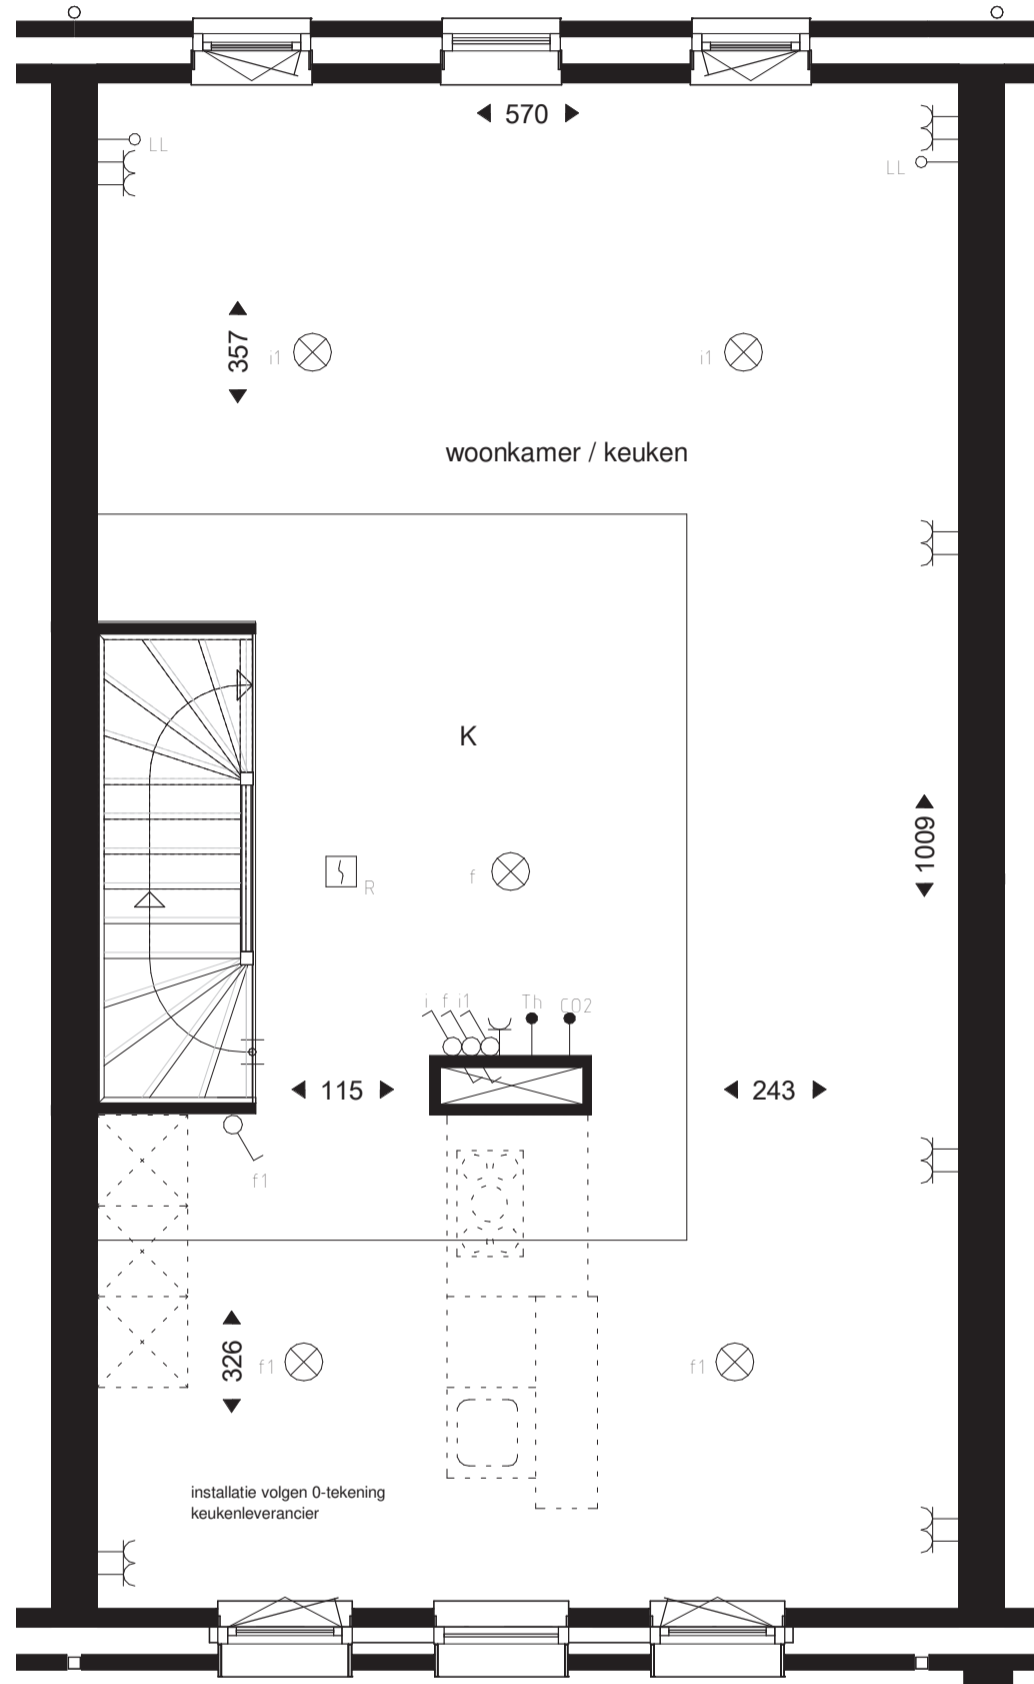 570
LL
LL
357
i1
i1
woonkamer / keuken
K
1009
R
f
i f i1
Th
CO2
115
243
f1
326
f1
f1
installatie volgen 0-tekening
keukenleverancier